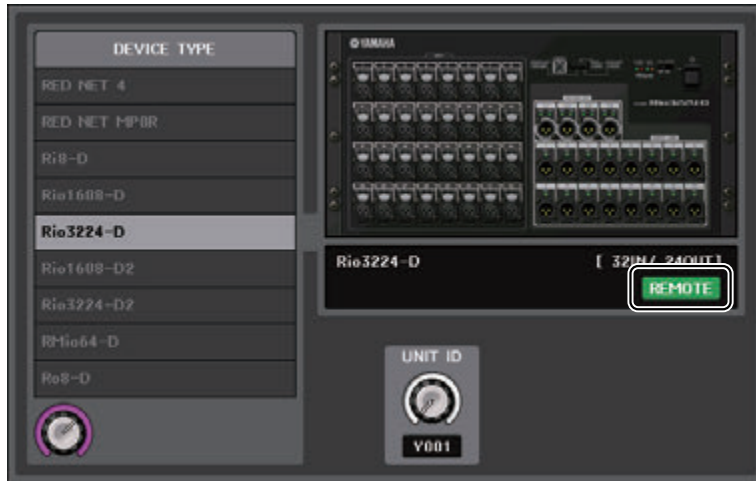 DEVICE TYPE
RED NET 4
RED NET MP8R
Ri8-D
Rio1608-D
Rio3224-D
Rio1608-D2
Rio3224-D2
RMio64-D
Ro8-D
YAMAHA
Rio3224-D [ 32IN/ 24OUT]
REMOTE
UNIT ID
Y001